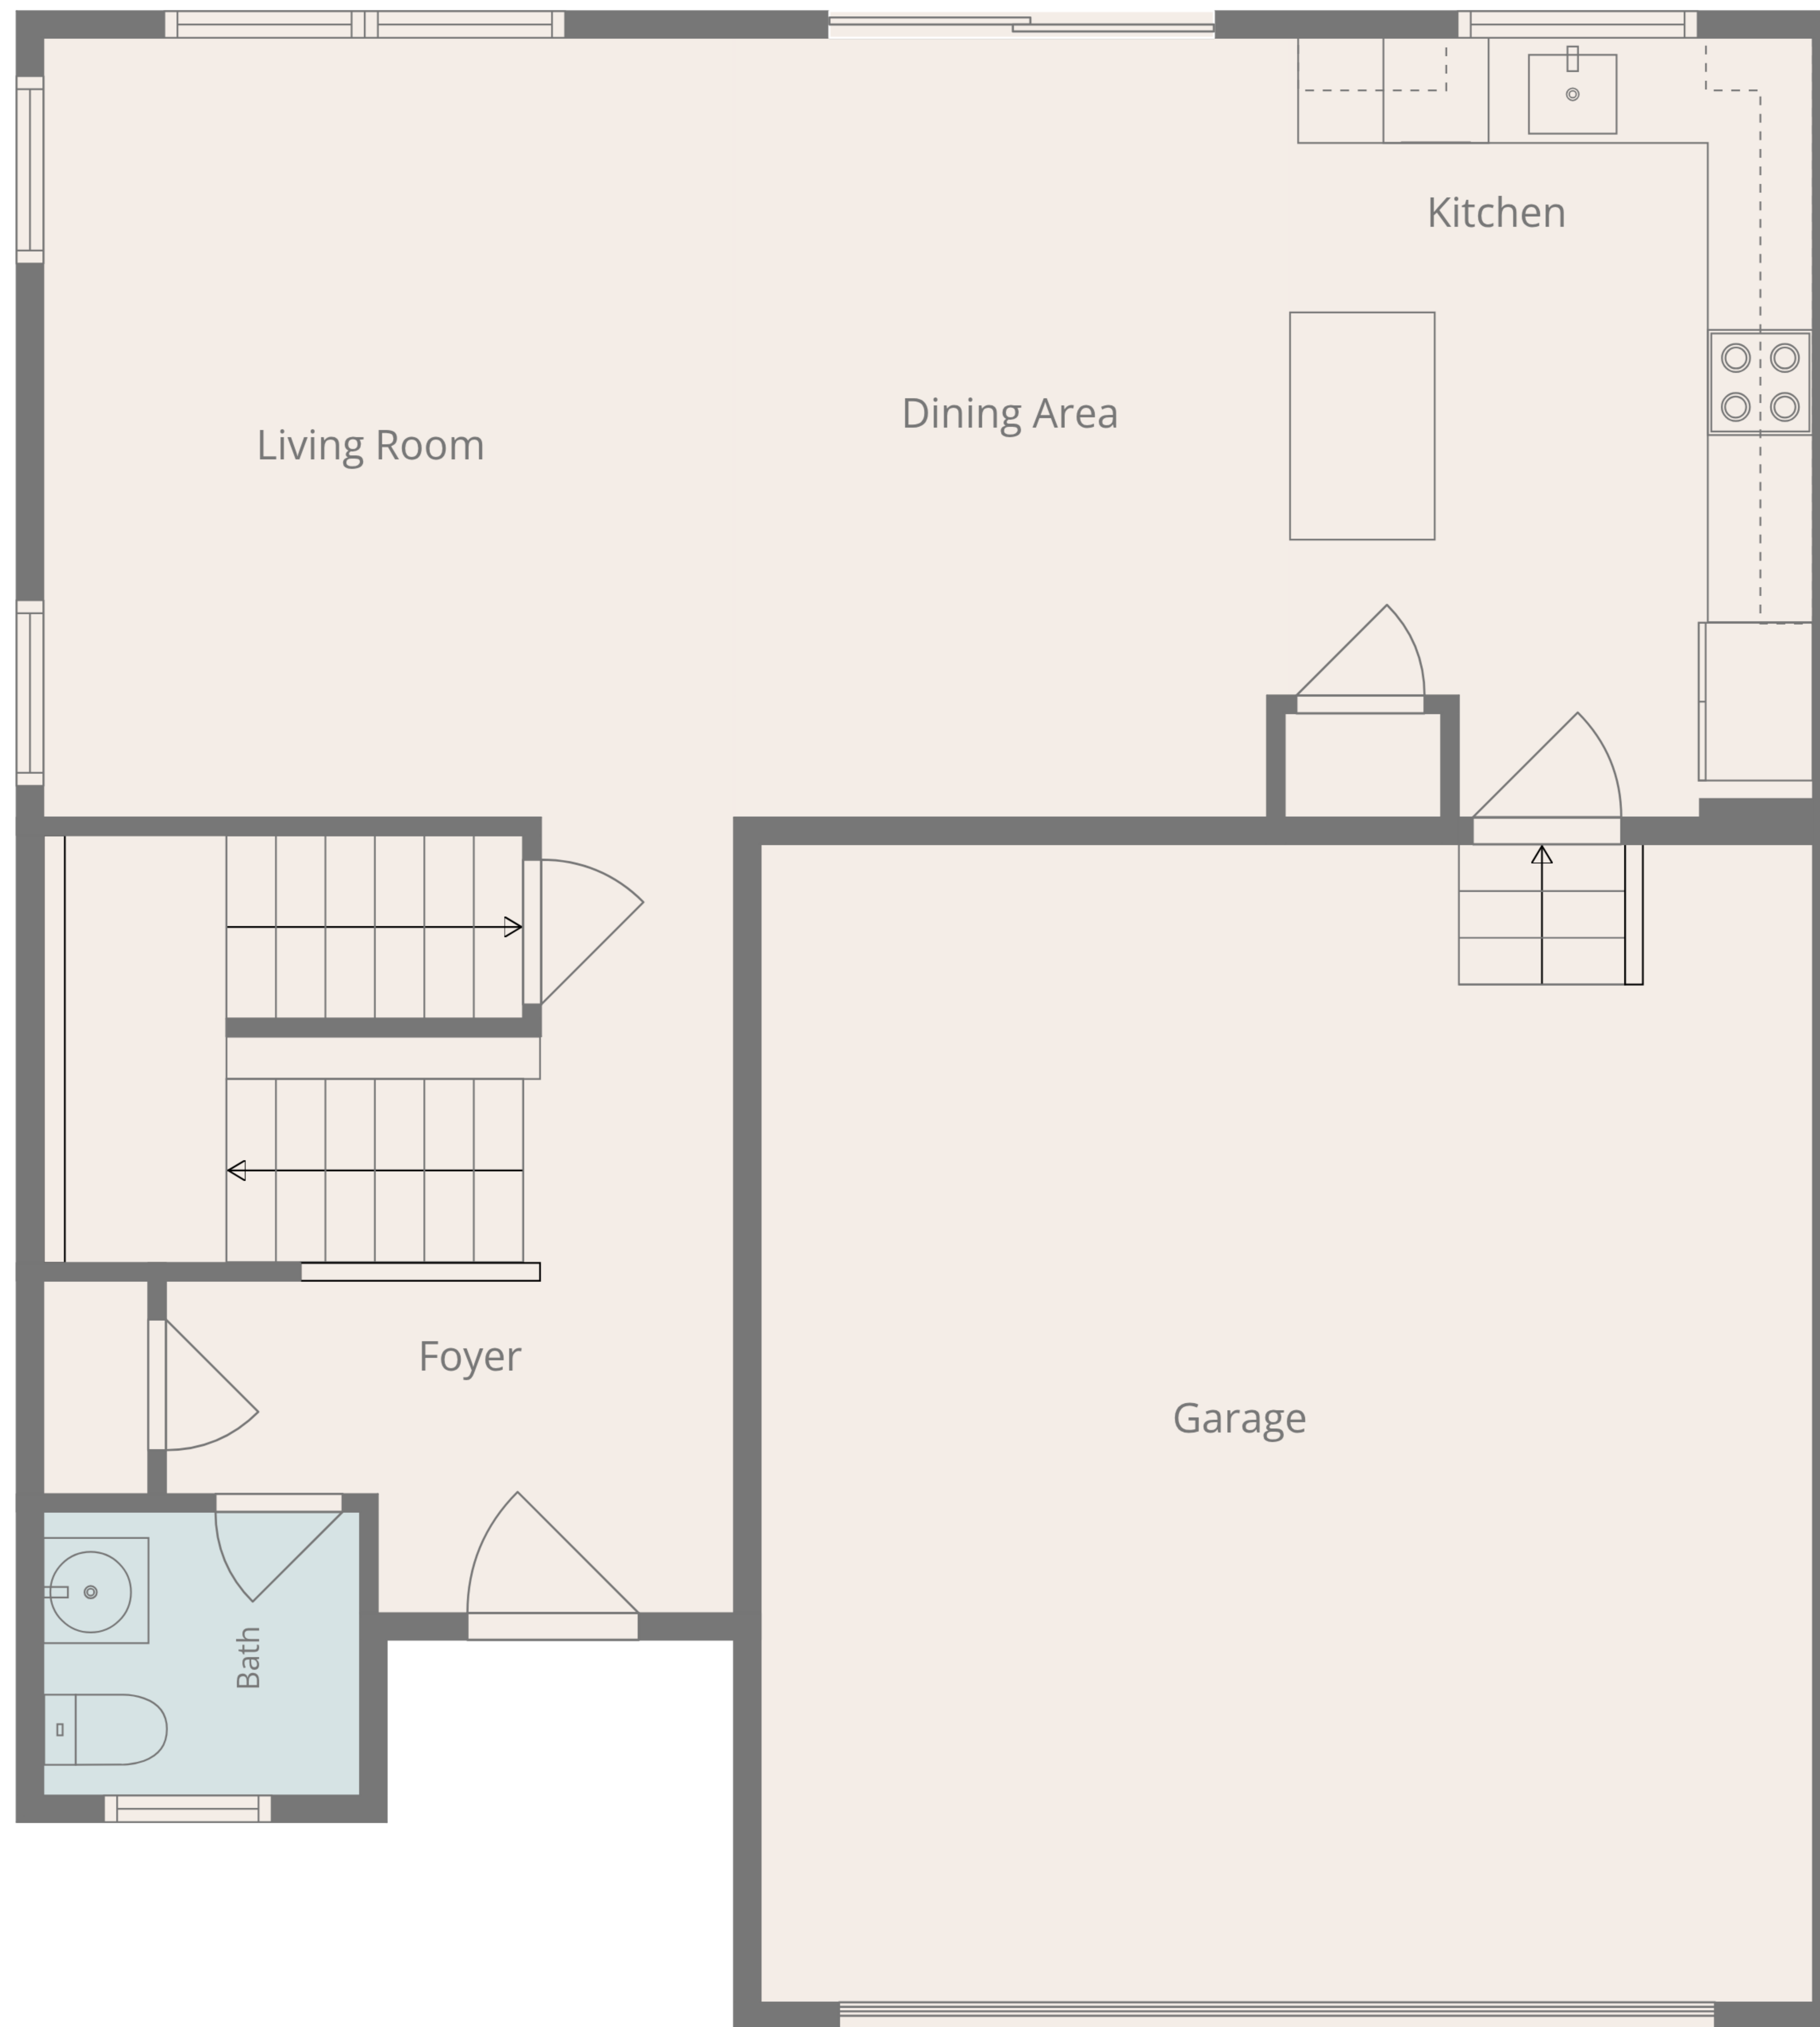 Kitchen
Dining Area
Living Room
Foyer
Garage
Bath